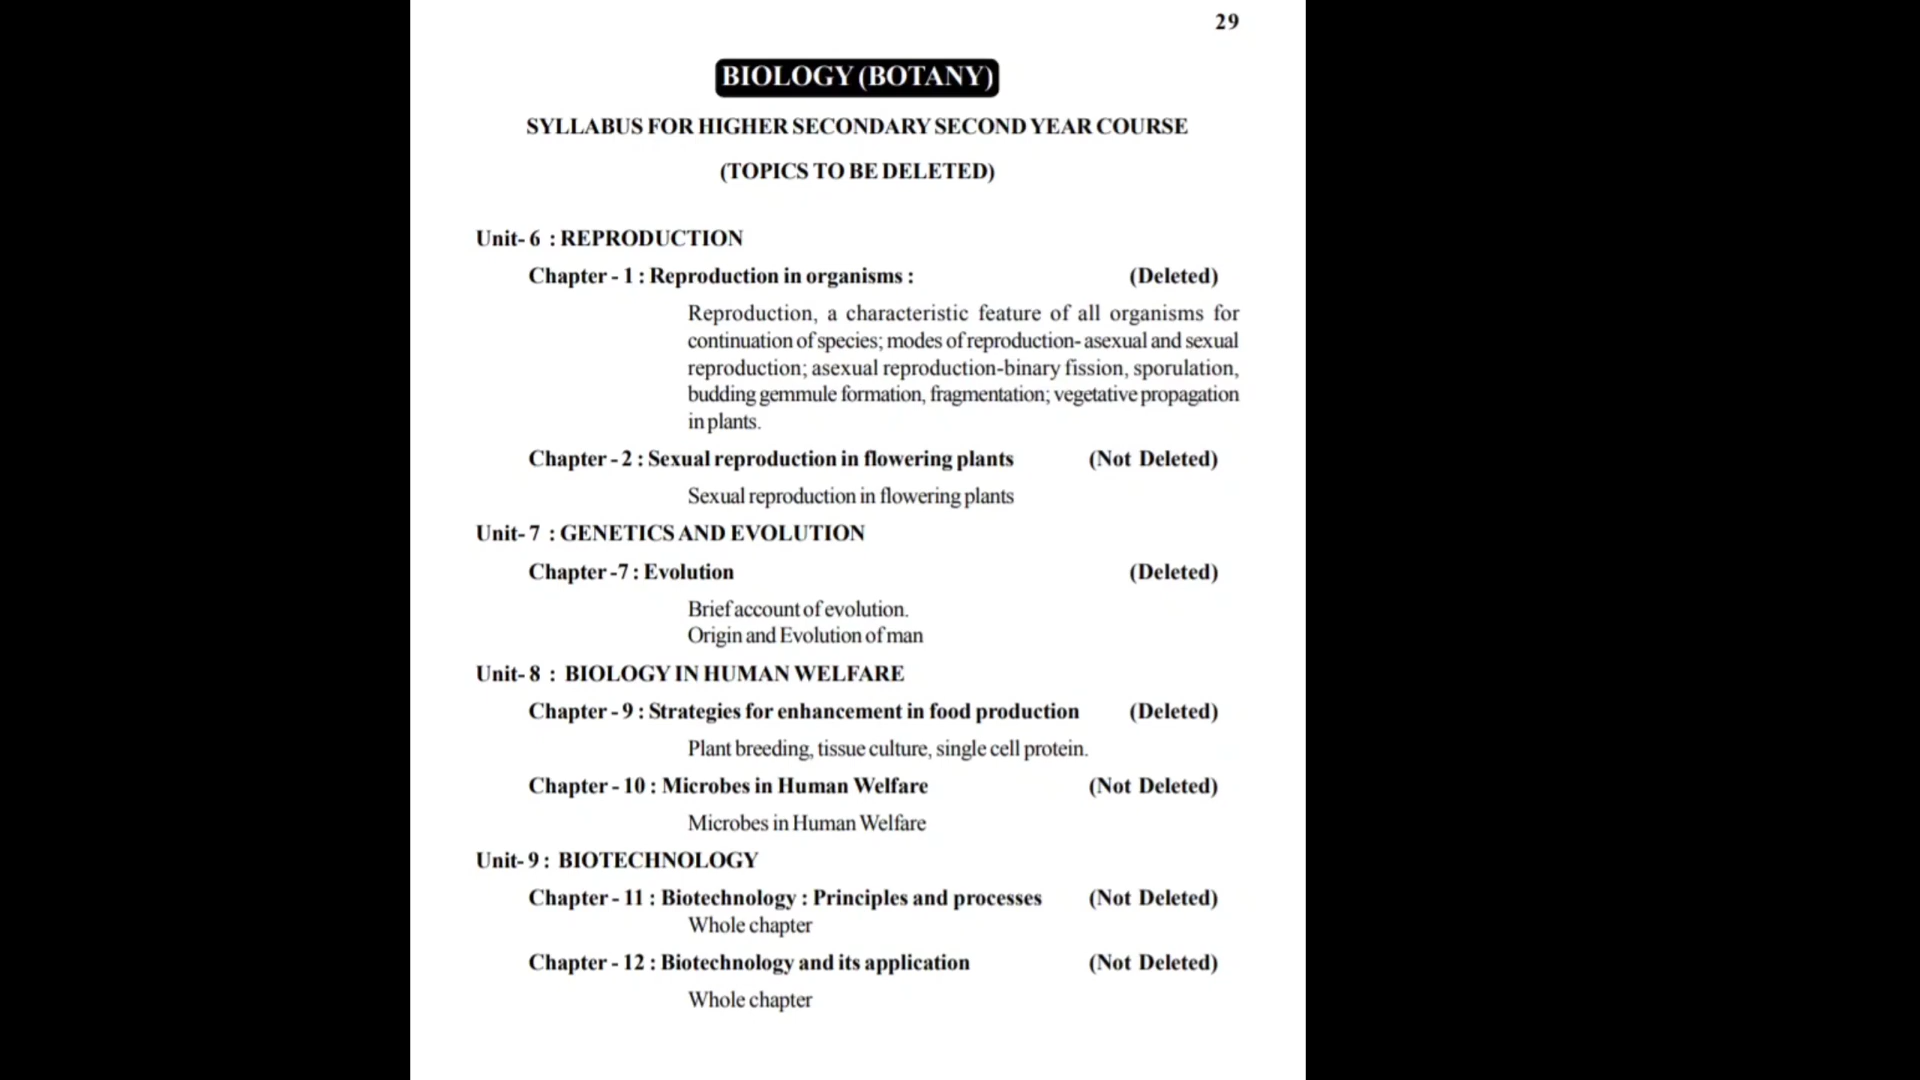 29
BIOLOGY (BOTANY)
SYLLABUS FOR HIGHER SECONDARY SECOND YEAR COURSE
(TOPICS TO BE DELETED)
Unit- 6 : REPRODUCTION
Chapter - 1 : Reproduction in organisms : (Deleted)
Reproduction, a characteristic feature of all organisms for
continuation of species; modes of reproduction- asexual and sexual
reproduction; asexual reproduction-binary fission, sporulation,
budding gemmule formation, fragmentation; vegetative propagation
in plants.
Chapter - 2 : Sexual reproduction in flowering plants (Not Deleted)
Sexual reproduction in flowering plants
Unit- 7 : GENETICS AND EVOLUTION
Chapter -7 : Evolution (Deleted)
Brief account of evolution.
Origin and Evolution of man
Unit- 8 : BIOLOGY IN HUMAN WELFARE
Chapter - 9 : Strategies for enhancement in food production (Deleted)
Plant breeding, tissue culture, single cell protein.
Chapter - 10 : Microbes in Human Welfare (Not Deleted)
Microbes in Human Welfare
Unit- 9 : BIOTECHNOLOGY
Chapter - 11 : Biotechnology : Principles and processes (Not Deleted)
Whole chapter
Chapter - 12 : Biotechnology and its application (Not Deleted)
Whole chapter